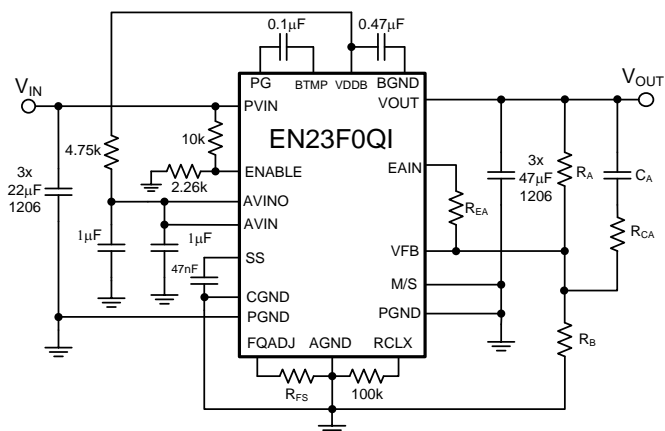 0.1µF
0.47µF
PG
BTMP
VDDB
BGND
VIN
PVIN
VOUT
VOUT
EN23F0QI
4.75k
10k
3x
22µF
1206
2.26k
ENABLE
EAIN
3x
47µF
1206
RA
CA
AVINO
REA
RCA
AVIN
1µF
1µF
VFB
SS
47nF
M/S
CGND
PGND
PGND
RB
FQADJ
AGND
RCLX
RFS
100k